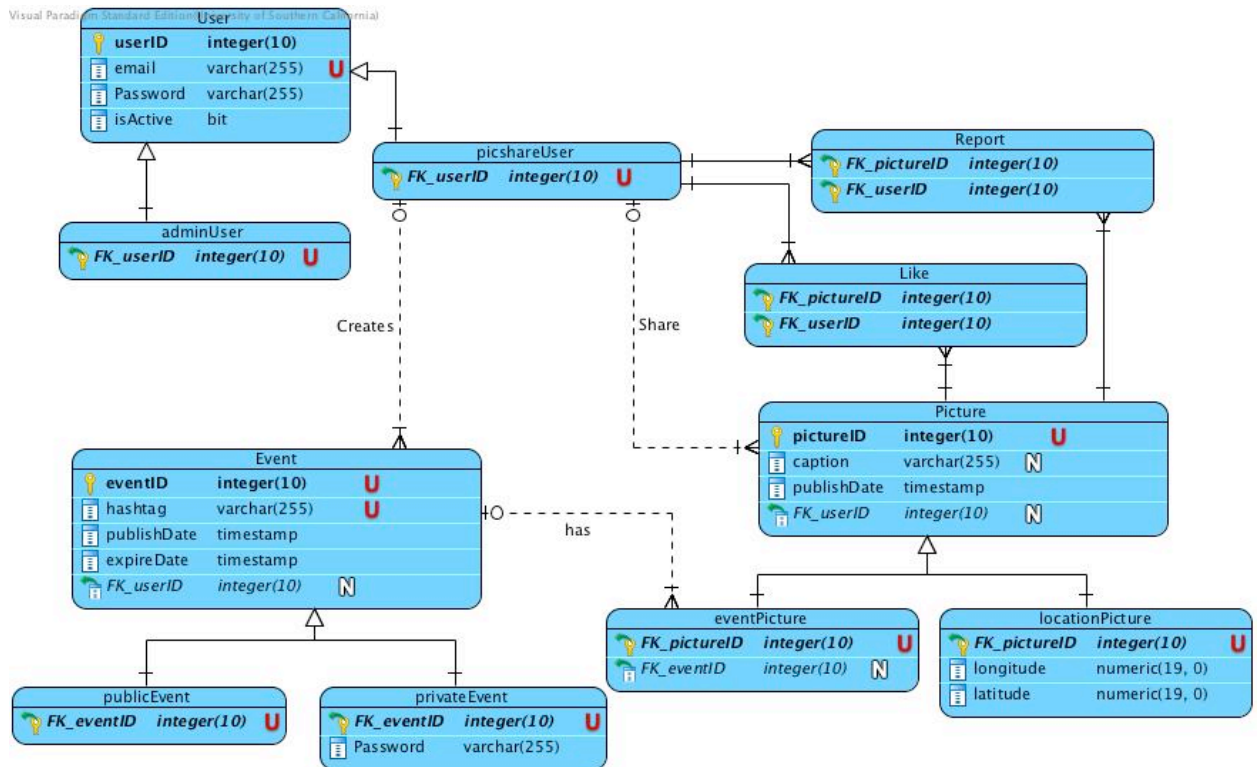 Visual Paradigm Standard Edition(University of Southern California)
User
userID integer(10)
email varchar(255) U
Password varchar(255)
isActive bit
picshareUser
FK_userID integer(10) U
Report
FK_pictureID integer(10)
FK_userID integer(10)
adminUser
FK_userID integer(10) U
Like
FK_pictureID integer(10)
FK_userID integer(10)
Creates
Share
Picture
pictureID integer(10) U
caption varchar(255) N
publishDate timestamp
FK_userID integer(10) N
Event
eventID integer(10) U
hashtag varchar(255) U
publishDate timestamp
expireDate timestamp
FK_userID integer(10) N
has
eventPicture
FK_pictureID integer(10) U
FK_eventID integer(10) N
locationPicture
FK_pictureID integer(10) U
longitude numeric(19, 0)
latitude numeric(19, 0)
publicEvent
FK_eventID integer(10) U
privateEvent
FK_eventID integer(10) U
Password varchar(255)